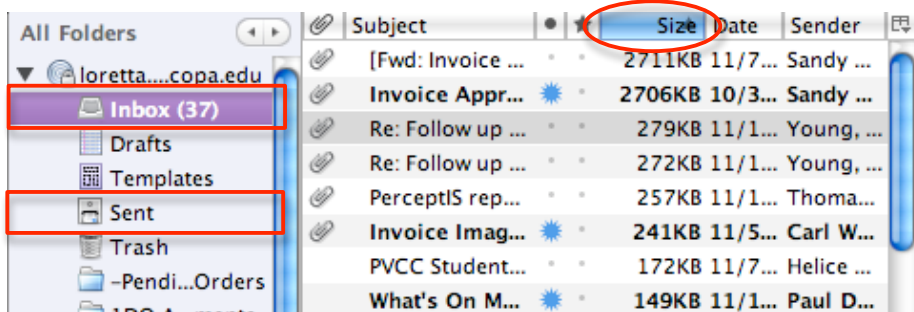 All Folders
loretta....copa.edu
Inbox (37)
Drafts
Templates
Sent
Trash
-Pendi...Orders
Subject Size Date Sender
[Fwd: Invoice ... 2711KB 11/7... Sandy ...
Invoice Appr... 2706KB 10/3... Sandy ...
Re: Follow up ... 279KB 11/1... Young, ...
Re: Follow up ... 272KB 11/1... Young, ...
PerceptIS rep... 257KB 11/1... Thoma...
Invoice Imag... 241KB 11/5... Carl W...
PVCC Student... 172KB 11/7... Helice ...
What's On M... 149KB 11/1... Paul D...